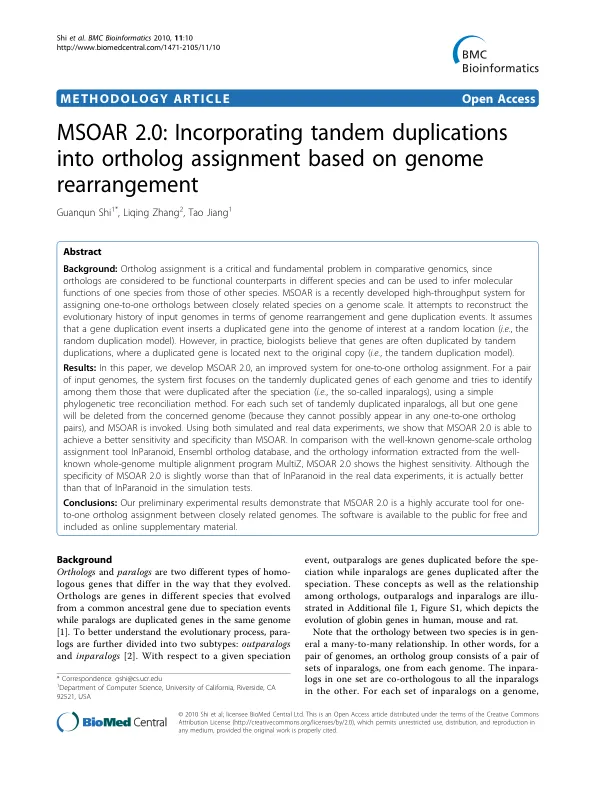 Shi et al. BMC Bioinformatics 2010, 11:10
http://www.biomedcentral.com/1471-2105/11/10
BMC
Bioinformatics
METHODOLOGY ARTICLE Open Access
MSOAR 2.0: Incorporating tandem duplications
into ortholog assignment based on genome
rearrangement
Guanqun Shi1*, Liqing Zhang2, Tao Jiang1
Abstract
Background: Ortholog assignment is a critical and fundamental problem in comparative genomics, since
orthologs are considered to be functional counterparts in different species and can be used to infer molecular
functions of one species from those of other species. MSOAR is a recently developed high-throughput system for
assigning one-to-one orthologs between closely related species on a genome scale. It attempts to reconstruct the
evolutionary history of input genomes in terms of genome rearrangement and gene duplication events. It assumes
that a gene duplication event inserts a duplicated gene into the genome of interest at a random location (i.e., the
random duplication model). However, in practice, biologists believe that genes are often duplicated by tandem
duplications, where a duplicated gene is located next to the original copy (i.e., the tandem duplication model).
Results: In this paper, we develop MSOAR 2.0, an improved system for one-to-one ortholog assignment. For a
pair of input genomes, the system first focuses on the tandemly duplicated genes of each genome and tries to identify
among them those that were duplicated after the speciation (i.e., the so-called inparalogs), using a simple
phylogenetic tree reconciliation method. For each such set of tandemly duplicated inparalogs, all but one gene
will be deleted from the concerned genome (because they cannot possibly appear in any one-to-one ortholog
pairs), and MSOAR is invoked. Using both simulated and real data experiments, we show that MSOAR 2.0 is able to
achieve a better sensitivity and specificity than MSOAR. In comparison with the well-known genome-scale ortholog
assignment tool InParanoid, Ensembl ortholog database, and the orthology information extracted from the well-
known whole-genome multiple alignment program MultiZ, MSOAR 2.0 shows the highest sensitivity. Although the
specificity of MSOAR 2.0 is slightly worse than that of InParanoid in the real data experiments, it is actually better
than that of InParanoid in the simulation tests.
Conclusions: Our preliminary experimental results demonstrate that MSOAR 2.0 is a highly accurate tool for one-
to-one ortholog assignment between closely related genomes. The software is available to the public for free and
included as online supplementary material.
Background
Orthologs and paralogs are two different types of homo-
logous genes that differ in the way that they evolved.
Orthologs are genes in different species that evolved
from a common ancestral gene due to speciation events
while paralogs are duplicated genes in the same genome
[1]. To better understand the evolutionary process, para-
logs are further divided into two subtypes: outparalogs
and inparalogs [2]. With respect to a given speciation
event, outparalogs are genes duplicated before the spe-
ciation while inparalogs are genes duplicated after the
speciation. These concepts as well as the relationship
among orthologs, outparalogs and inparalogs are illu-
strated in Additional file 1, Figure S1, which depicts the
evolution of globin genes in human, mouse and rat.
Note that the orthology between two species is in gen-
eral a many-to-many relationship. In other words, for a
pair of genomes, an ortholog group consists of a pair of
sets of inparalogs, one from each genome. The inpara-
logs in one set are co-orthologous to all the inparalogs
in the other. For each set of inparalogs on a genome,
* Correspondence: gshi@cs.ucr.edu
1Department of Computer Science, University of California, Riverside, CA
92521, USA
BioMed Central
© 2010 Shi et al; licensee BioMed Central Ltd. This is an Open Access article distributed under the terms of the Creative Commons
Attribution License (http://creativecommons.org/licenses/by/2.0), which permits unrestricted use, distribution, and reproduction in
any medium, provided the original work is properly cited.